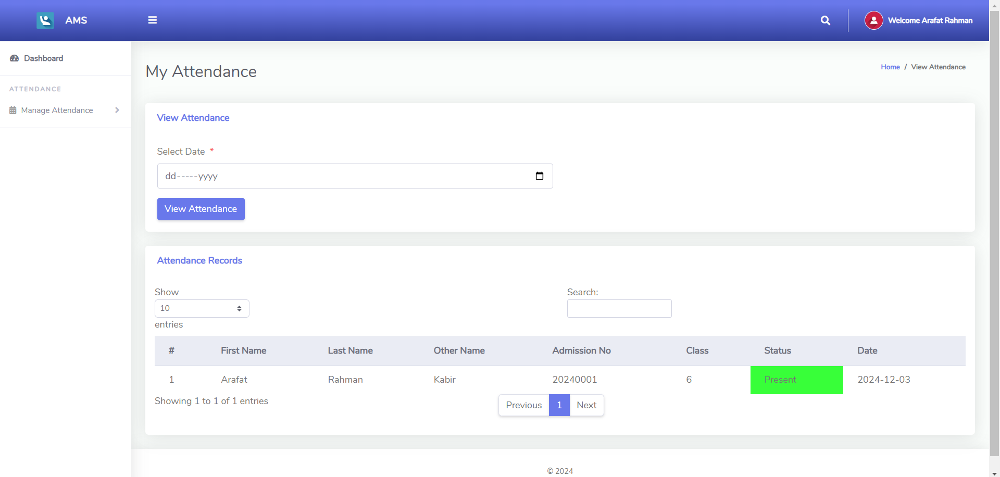 AMS
Welcome Arafat Rahman
Dashboard
ATTENDANCE
Manage Attendance
My Attendance
Home / View Attendance
View Attendance
Select Date *
dd-----yyyy
View Attendance
Attendance Records
Show
10
entries
Search:
# First Name Last Name Other Name Admission No Class Status Date
1 Arafat Rahman Kabir 20240001 6 Present 2024-12-03
Showing 1 to 1 of 1 entries
Previous 1 Next
© 2024